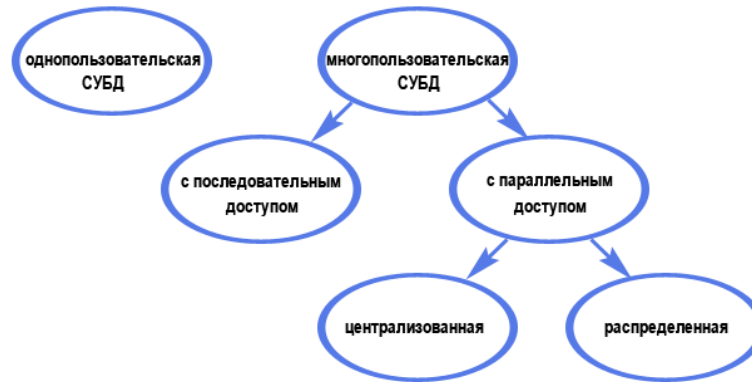 однопользовательская
СУБД
многопользовательская
СУБД
с последовательным
доступом
с параллельным
доступом
централизованная
распределенная